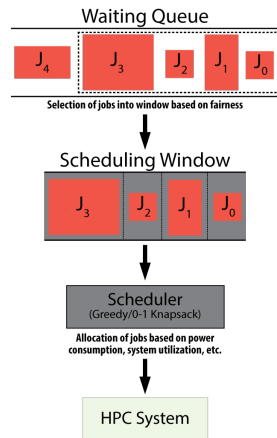 Waiting Queue
J4 J3 J2 J1 J0
Selection of jobs into window based on fairness
Scheduling Window
J3 J2 J1 J0
Scheduler
(Greedy/0-1 Knapsack)
Allocation of jobs based on power
consumption, system utilization, etc.
HPC System